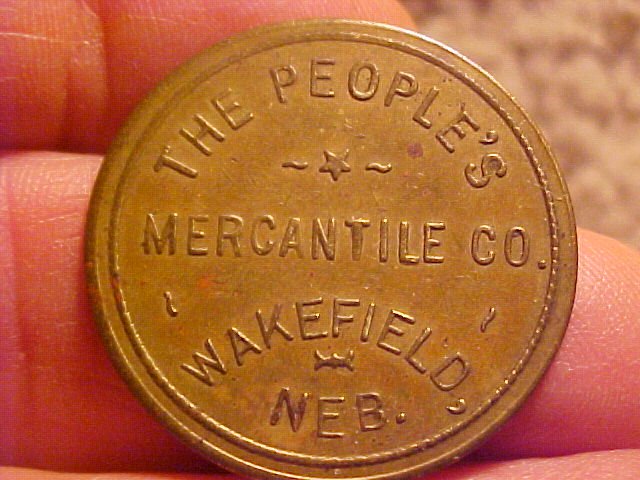 THE PEOPLE'S
MERCANTILE CO.
WAKEFIELD,
NEB.